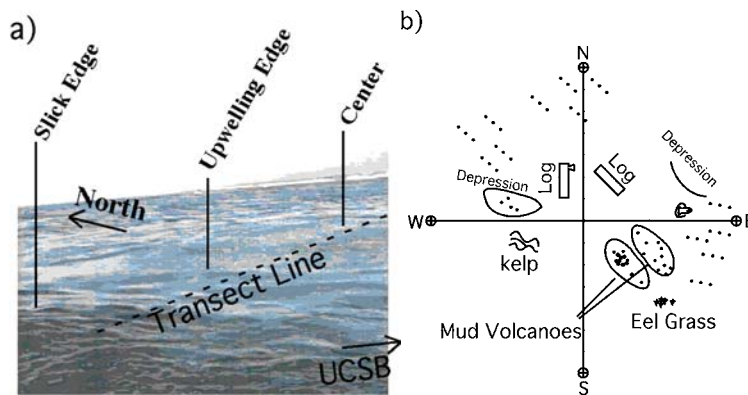 a)
Slick Edge
Upwelling Edge
Center
North
Transect Line
UCSB
b)
N
Depression
Log
Log
Depression
W
E
kelp
Mud Volcanoes
Eel Grass
S